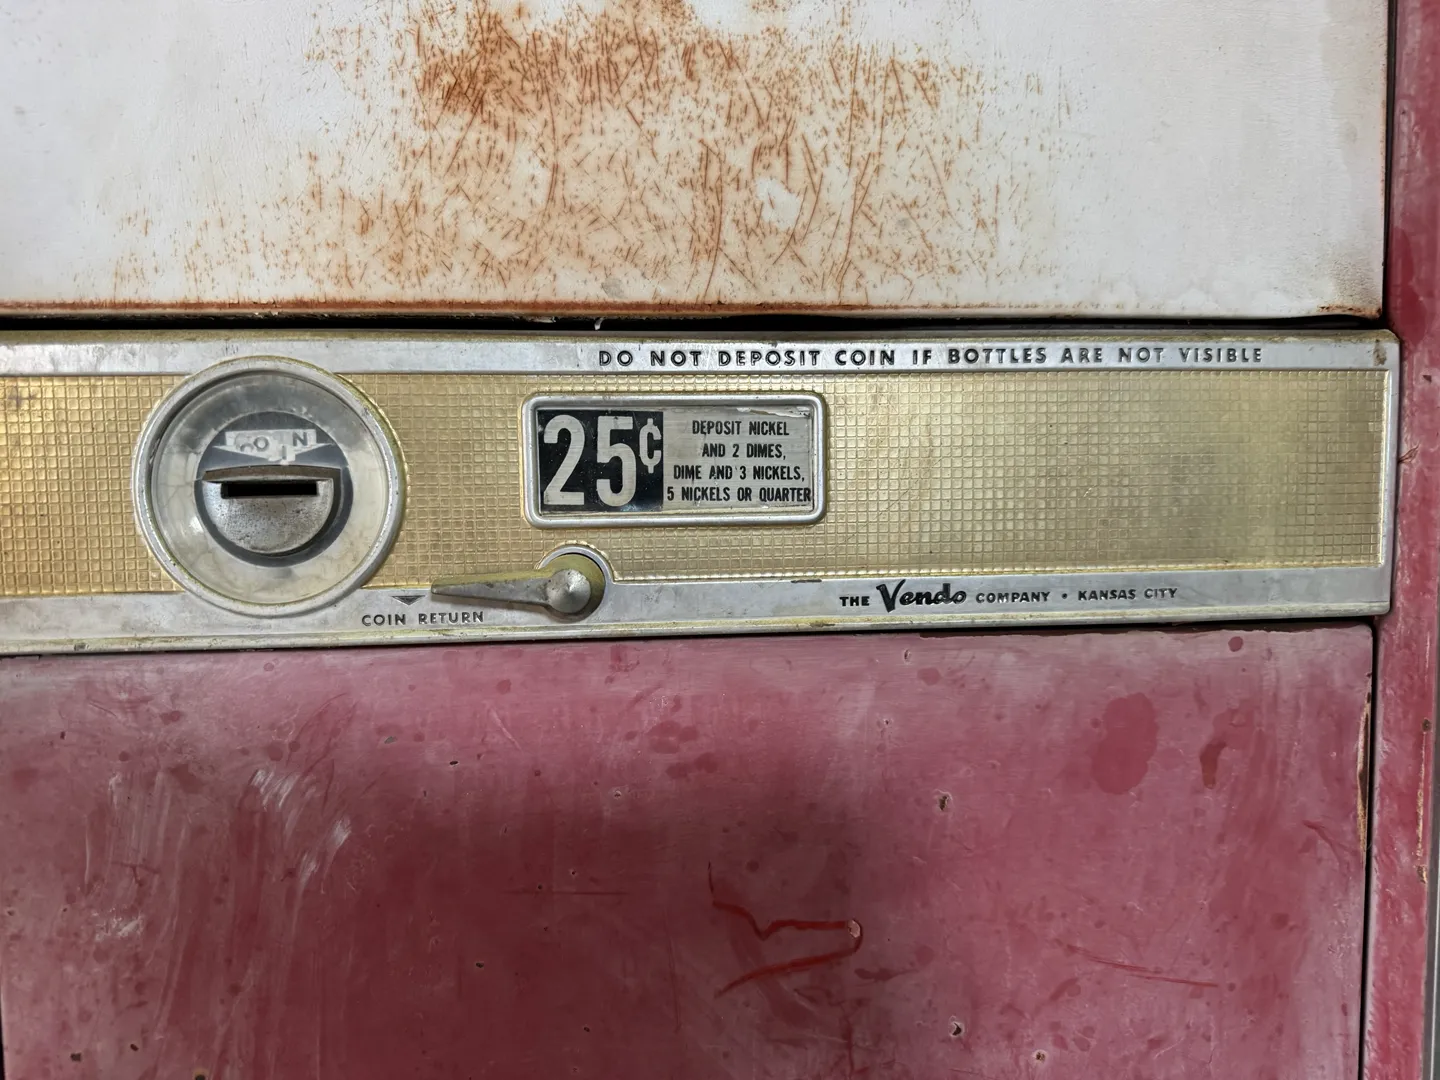 DO NOT DEPOSIT COIN IF BOTTLES ARE NOT VISIBLE
COIN
25¢
DEPOSIT NICKEL
AND 2 DIMES,
DIME AND 3 NICKELS,
5 NICKELS OR QUARTER
COIN RETURN
THE Vendo COMPANY • KANSAS CITY